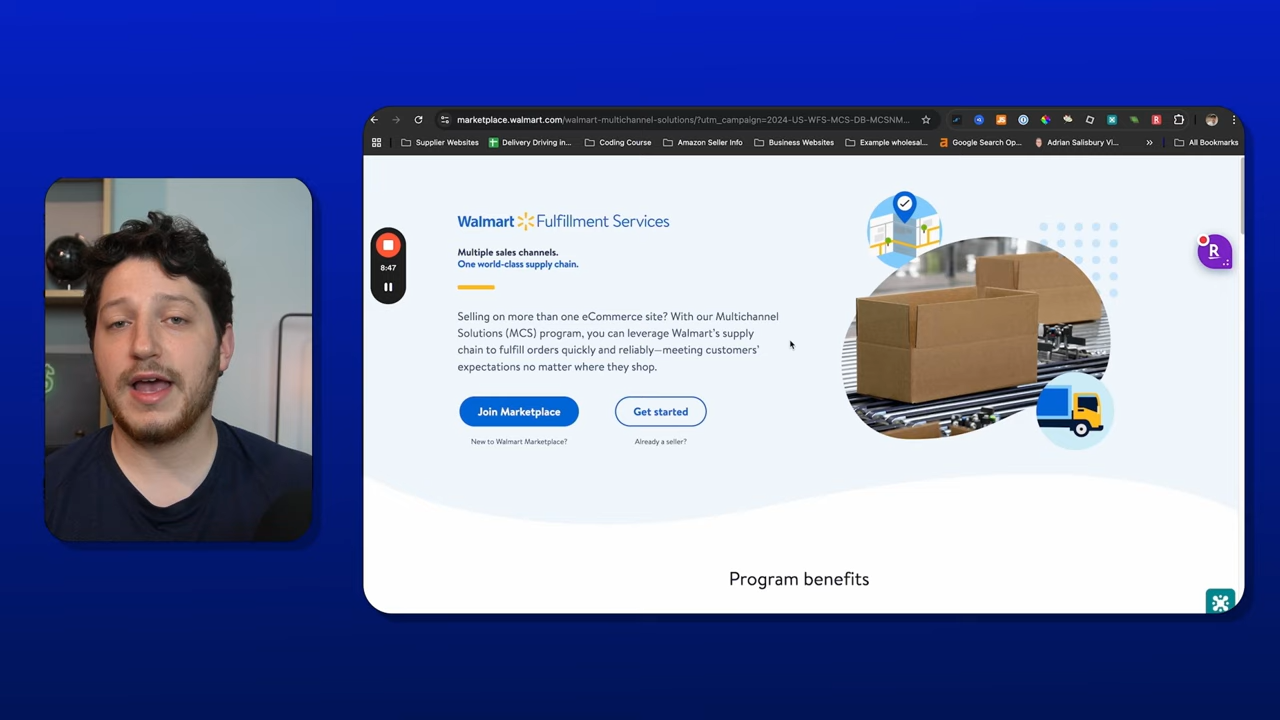 marketplace.walmart.com/walmart-multichannel-solutions/?utm_campaign=2024-US-WFS-MCS-DB-MCSNM...
Supplier Websites
Delivery Driving in...
Coding Course
Amazon Seller Info
Business Websites
Example wholesal...
Google Search Op...
Adrian Salisbury Vi...
»
All Bookmarks
Walmart Fulfillment Services
Multiple sales channels.
One world-class supply chain.
8:47
R
Selling on more than one eCommerce site? With our Multichannel
Solutions (MCS) program, you can leverage Walmart's supply
chain to fulfill orders quickly and reliably—meeting customers'
expectations no matter where they shop.
Join Marketplace
Get started
New to Walmart Marketplace?
Already a seller?
Program benefits